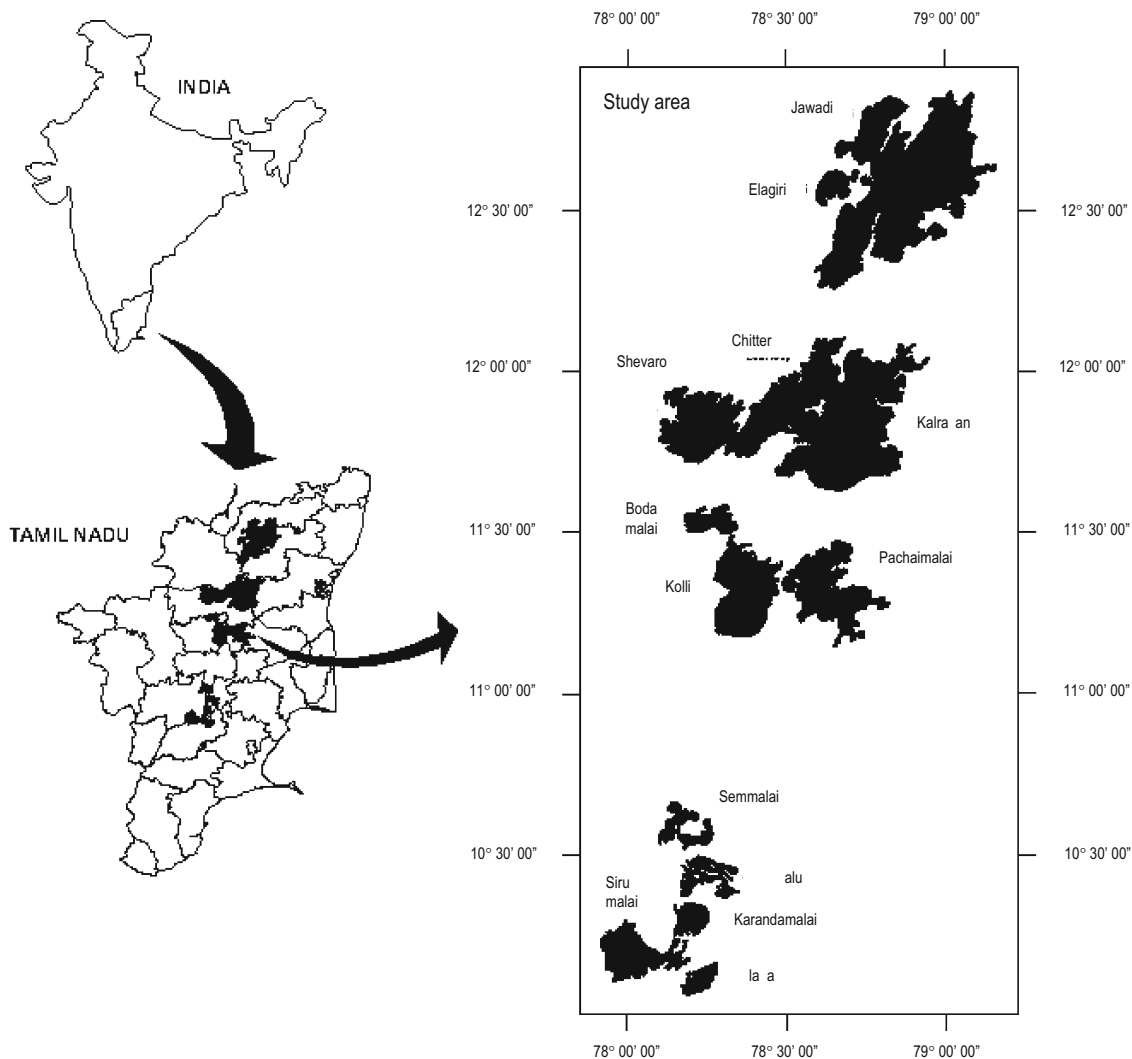 78° 00' 00” 78° 30' 00” 79° 00' 00”
INDIA
Study area
Jawadi
Elagiri
12° 30' 00” 12° 30' 00”
Chitter
Shevaro
12° 00' 00” 12° 00' 00”
Kalra an
TAMIL NADU
11° 30' 00” 11° 30' 00”
Boda
malai
Pachaimalai
Kolli
11° 00' 00” 11° 00' 00”
Semmalai
10° 30' 00” 10° 30' 00”
alu
Siru
malai
Karandamalai
la a
78° 00' 00” 78° 30' 00” 79° 00' 00”